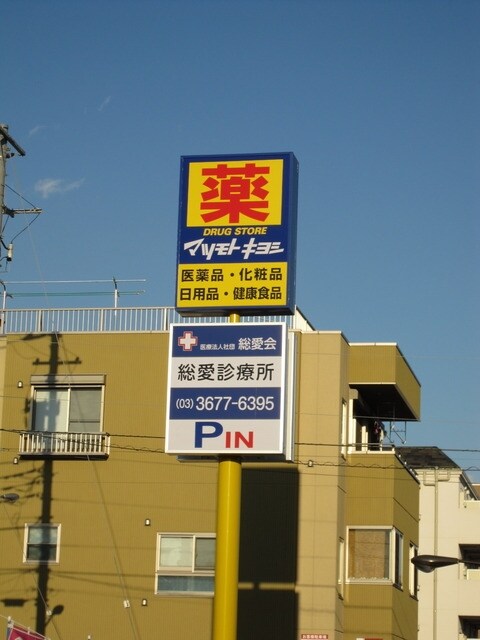 薬
DRUG STORE
マツモトキヨシ
医薬品・化粧品
日用品・健康食品
医療法人社団 総愛会
総愛診療所
(03) 3677-6395
PIN